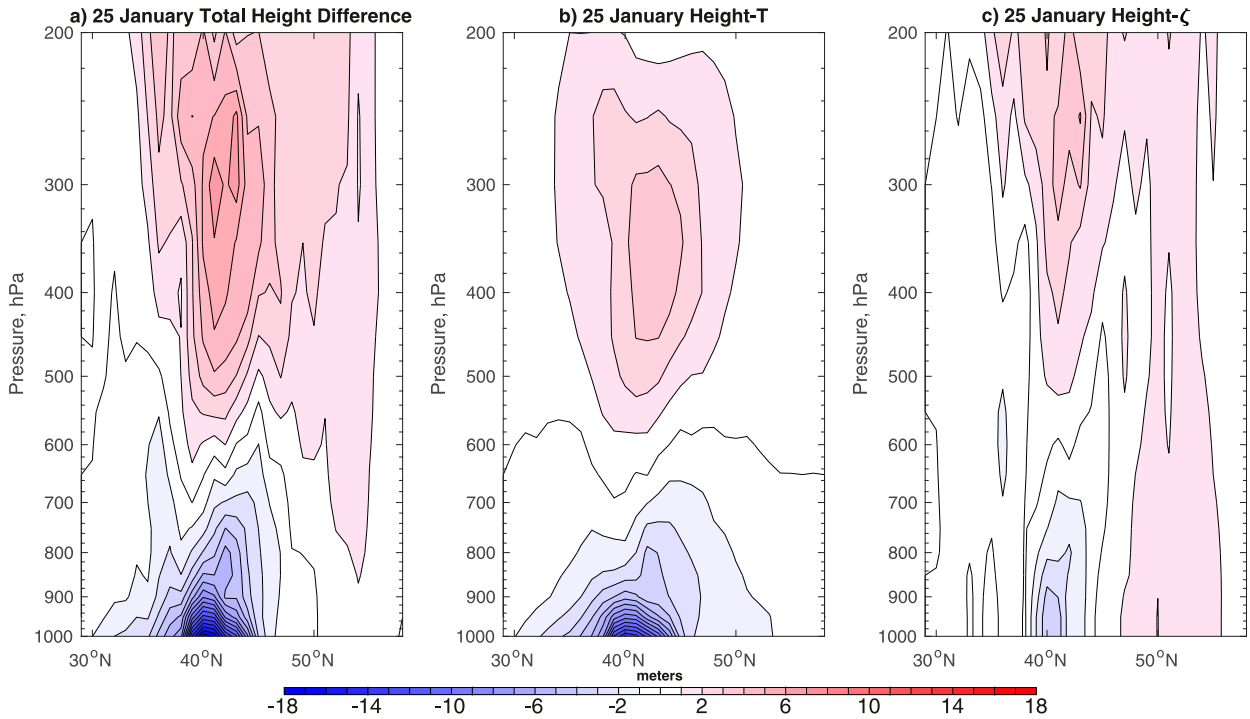 a) 25 January Total Height Difference
b) 25 January Height-T
c) 25 January Height-ζ
Pressure, hPa
200
300
400
500
600
700
800
900
1000
30°N
40°N
50°N
Pressure, hPa
200
300
400
500
600
700
800
900
1000
30°N
40°N
50°N
Pressure, hPa
200
300
400
500
600
700
800
900
1000
30°N
40°N
50°N
meters
-18 -14 -10 -6 -2 2 6 10 14 18